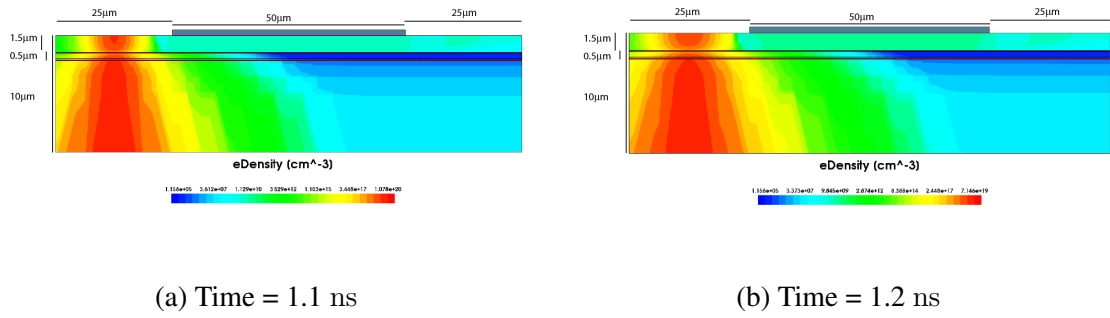 25μm 50μm 25μm
1.5μm
0.5μm
10μm
eDensity (cm^-3)
1.156e+05 3.612e+07 1.129e+10 3.529e+12 1.103e+15 3.448e+17 1.078e+20
(a) Time = 1.1 ns
25μm 50μm 25μm
1.5μm
0.5μm
10μm
eDensity (cm^-3)
1.156e+05 3.373e+07 9.845e+09 2.874e+12 8.388e+14 2.448e+17 7.146e+19
(b) Time = 1.2 ns